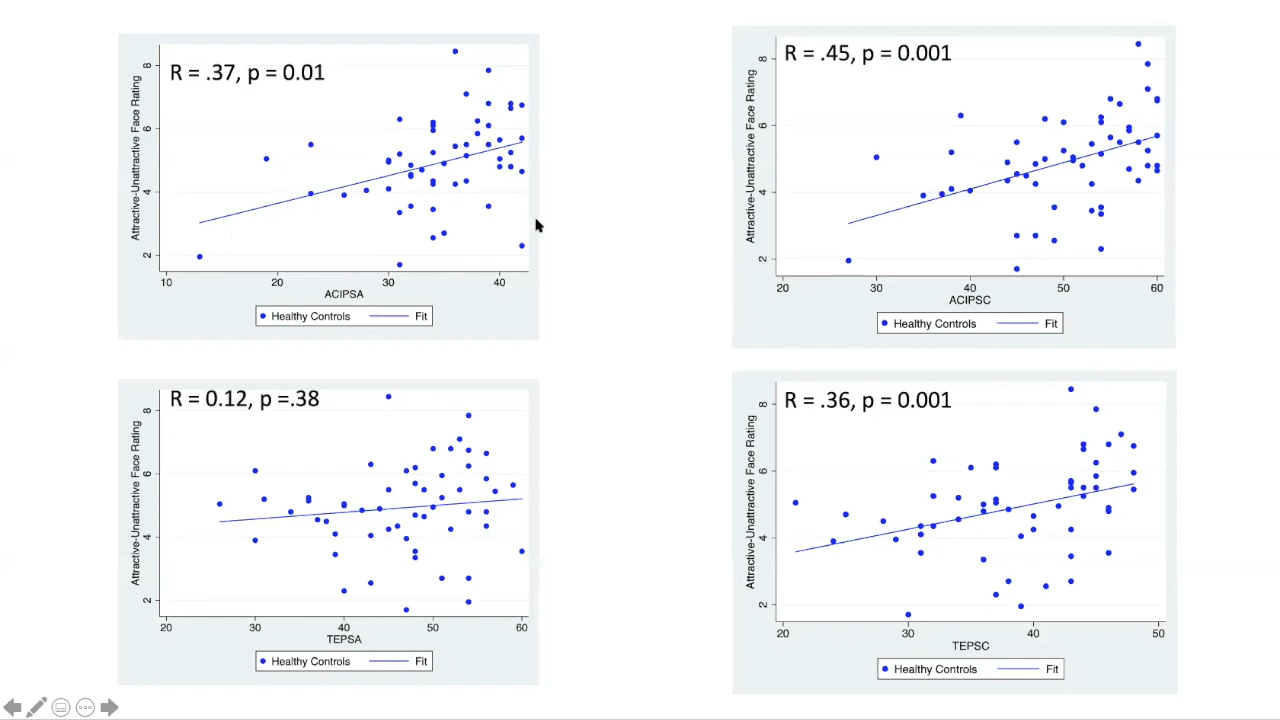 R = .37, p = 0.01
Attractive-Unattractive Face Rating
8
6
4
2
10 20 30 40
ACIPSA
Healthy Controls Fit
R = .45, p = 0.001
Attractive-Unattractive Face Rating
8
6
4
2
20 30 40 50 60
ACIPSC
Healthy Controls Fit
R = 0.12, p =.38
Attractive-Unattractive Face Rating
8
6
4
2
20 30 40 50 60
TEPSA
Healthy Controls Fit
R = .36, p = 0.001
Attractive-Unattractive Face Rating
8
6
4
2
20 30 40 50
TEPSC
Healthy Controls Fit